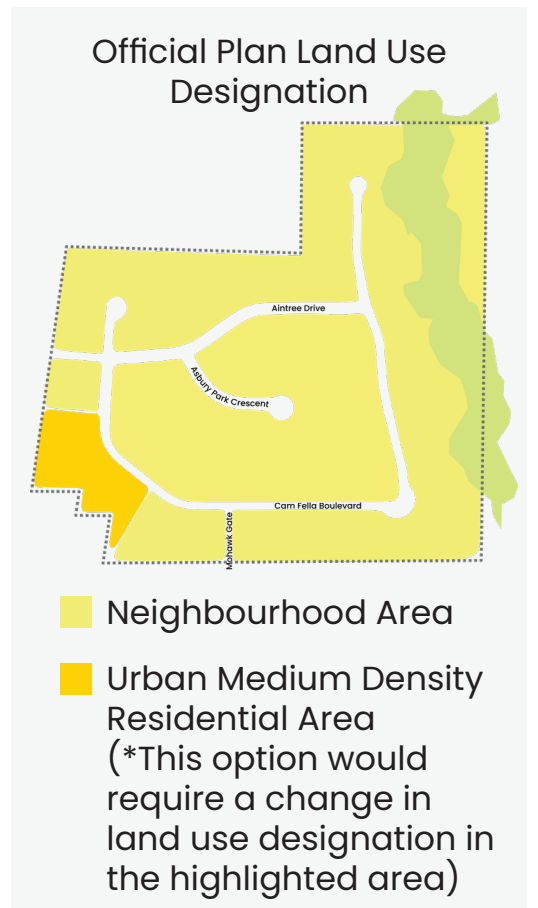 Official Plan Land Use
Designation
Aintree Drive
Asbury Park Crescent
Cam Fella Boulevard
Mohawk Gate
Neighbourhood Area
Urban Medium Density
Residential Area
(*This option would
require a change in
land use designation in
the highlighted area)